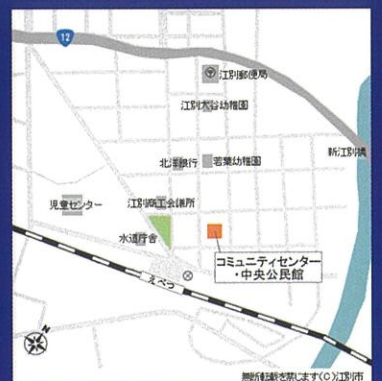 12
江別郵便局
江別大谷幼稚園
新江別橋
北洋銀行
若葉幼稚園
児童センター
江別商工会議所
水道庁舎
コミュニティセンター
・中央公民館
えべつ
N
無断転載を禁じます(C)江別市